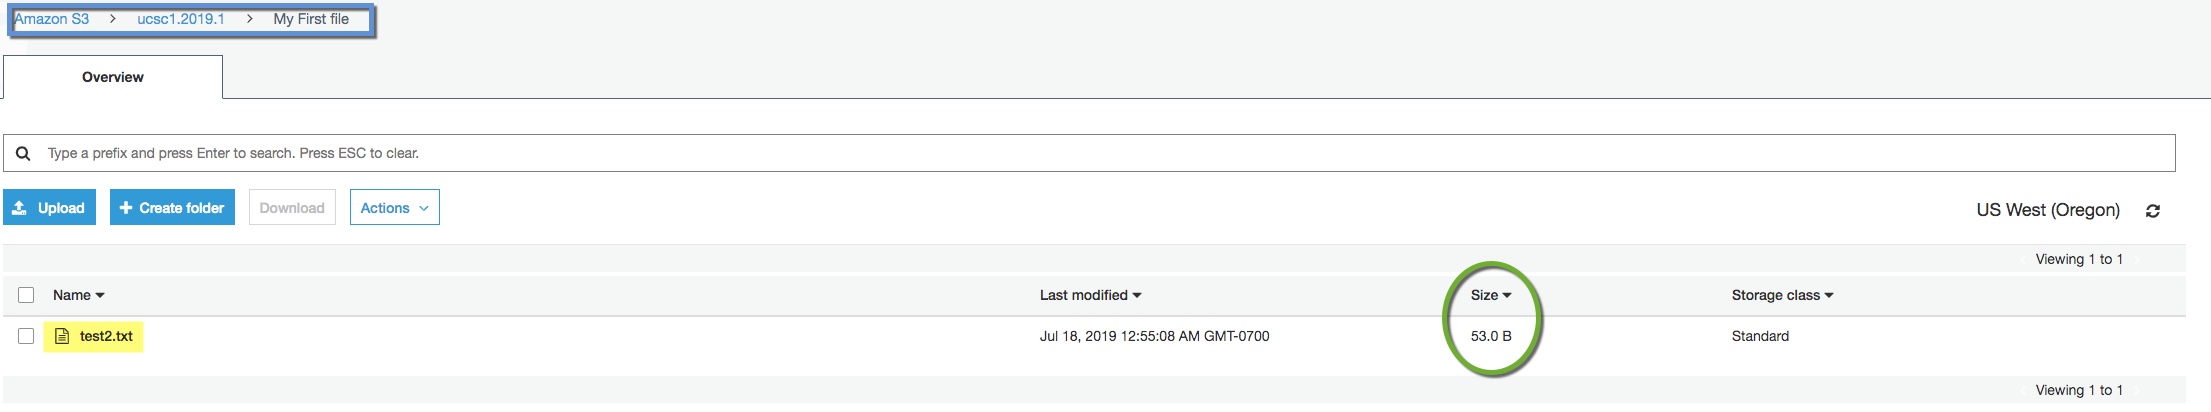 Amazon S3 > ucsc1.2019.1 > My First file
Overview
Type a prefix and press Enter to search. Press ESC to clear.
Upload + Create folder Download Actions US West (Oregon)
Viewing 1 to 1
Name Last modified Size Storage class
test2.txt Jul 18, 2019 12:55:08 AM GMT-0700 53.0 B Standard
Viewing 1 to 1